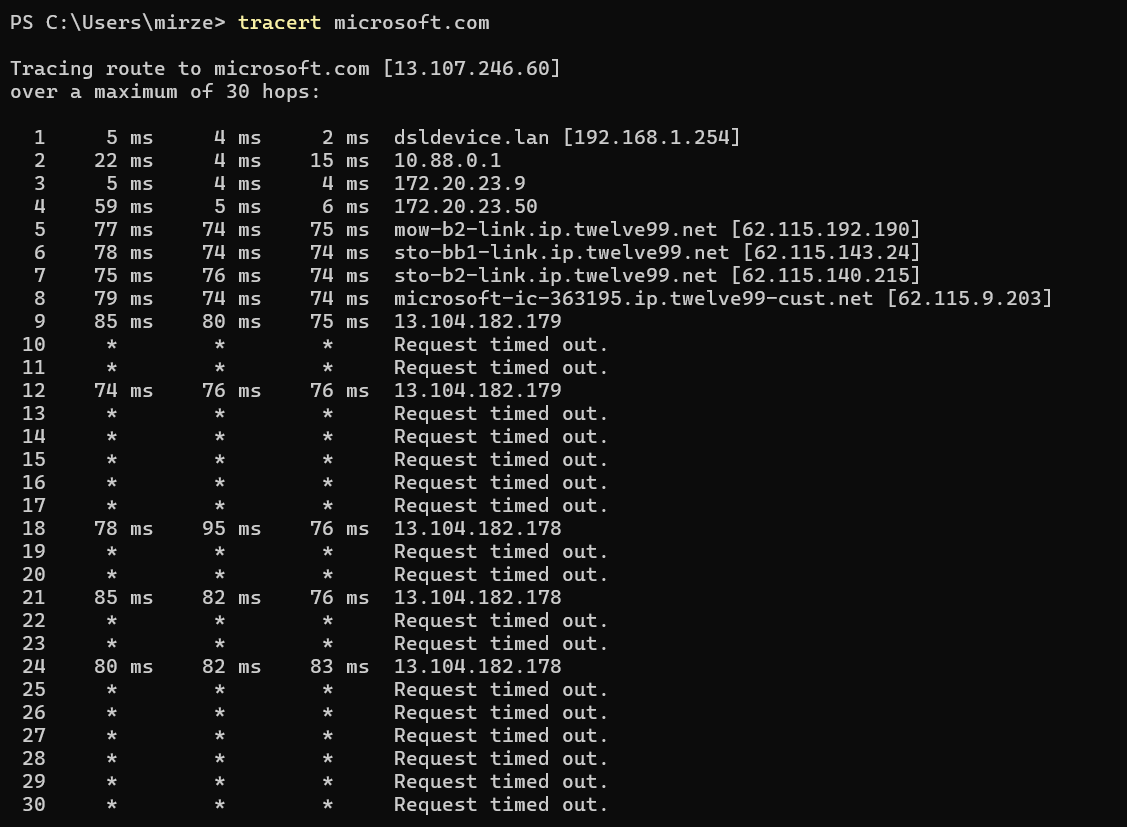 PS C:\Users\mirze> tracert microsoft.com
Tracing route to microsoft.com [13.107.246.60]
over a maximum of 30 hops:
1 5 ms 4 ms 2 ms dsldevice.lan [192.168.1.254]
2 22 ms 4 ms 15 ms 10.88.0.1
3 5 ms 4 ms 4 ms 172.20.23.9
4 59 ms 5 ms 6 ms 172.20.23.50
5 77 ms 74 ms 75 ms mow-b2-link.ip.twelve99.net [62.115.192.190]
6 78 ms 74 ms 74 ms sto-bb1-link.ip.twelve99.net [62.115.143.24]
7 75 ms 76 ms 74 ms sto-b2-link.ip.twelve99.net [62.115.140.215]
8 79 ms 74 ms 74 ms microsoft-ic-363195.ip.twelve99-cust.net [62.115.9.203]
9 85 ms 80 ms 75 ms 13.104.182.179
10 * * * Request timed out.
11 * * * Request timed out.
12 74 ms 76 ms 76 ms 13.104.182.179
13 * * * Request timed out.
14 * * * Request timed out.
15 * * * Request timed out.
16 * * * Request timed out.
17 * * * Request timed out.
18 78 ms 95 ms 76 ms 13.104.182.178
19 * * * Request timed out.
20 * * * Request timed out.
21 85 ms 82 ms 76 ms 13.104.182.178
22 * * * Request timed out.
23 * * * Request timed out.
24 80 ms 82 ms 83 ms 13.104.182.178
25 * * * Request timed out.
26 * * * Request timed out.
27 * * * Request timed out.
28 * * * Request timed out.
29 * * * Request timed out.
30 * * * Request timed out.